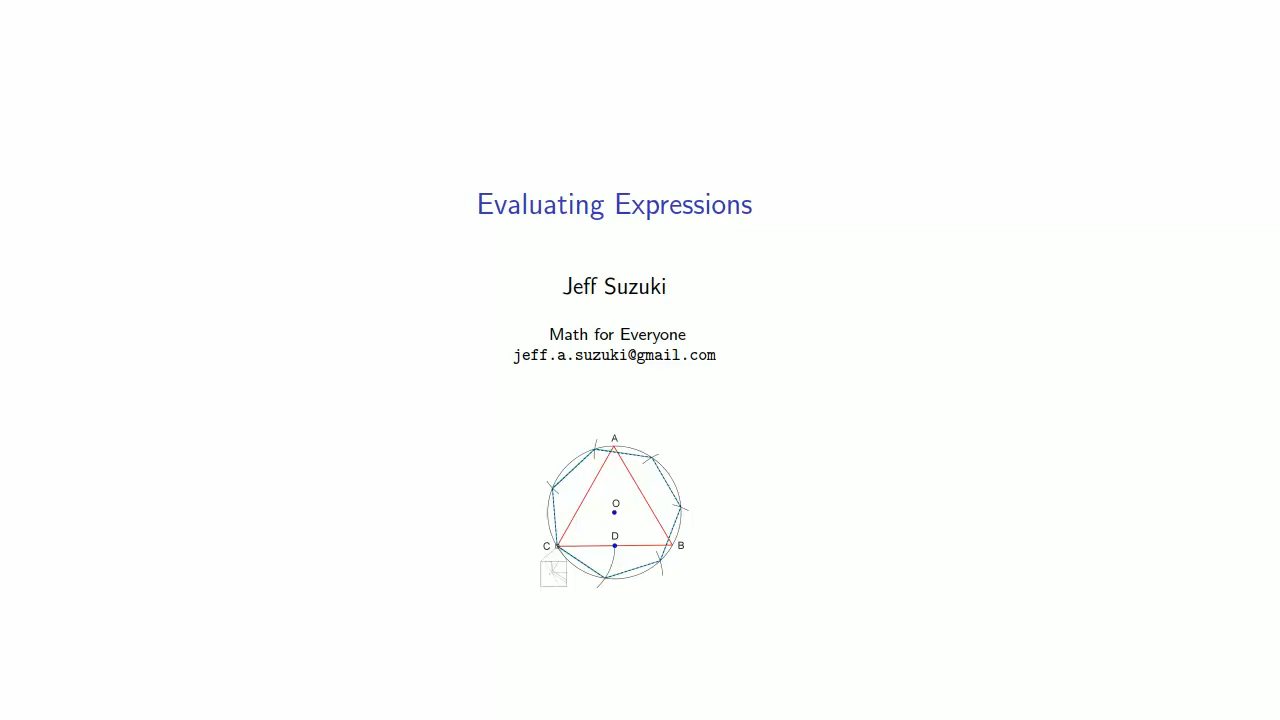 Evaluating Expressions
Jeff Suzuki
Math for Everyone
jeff.a.suzuki@gmail.com
A
O
D
C
B